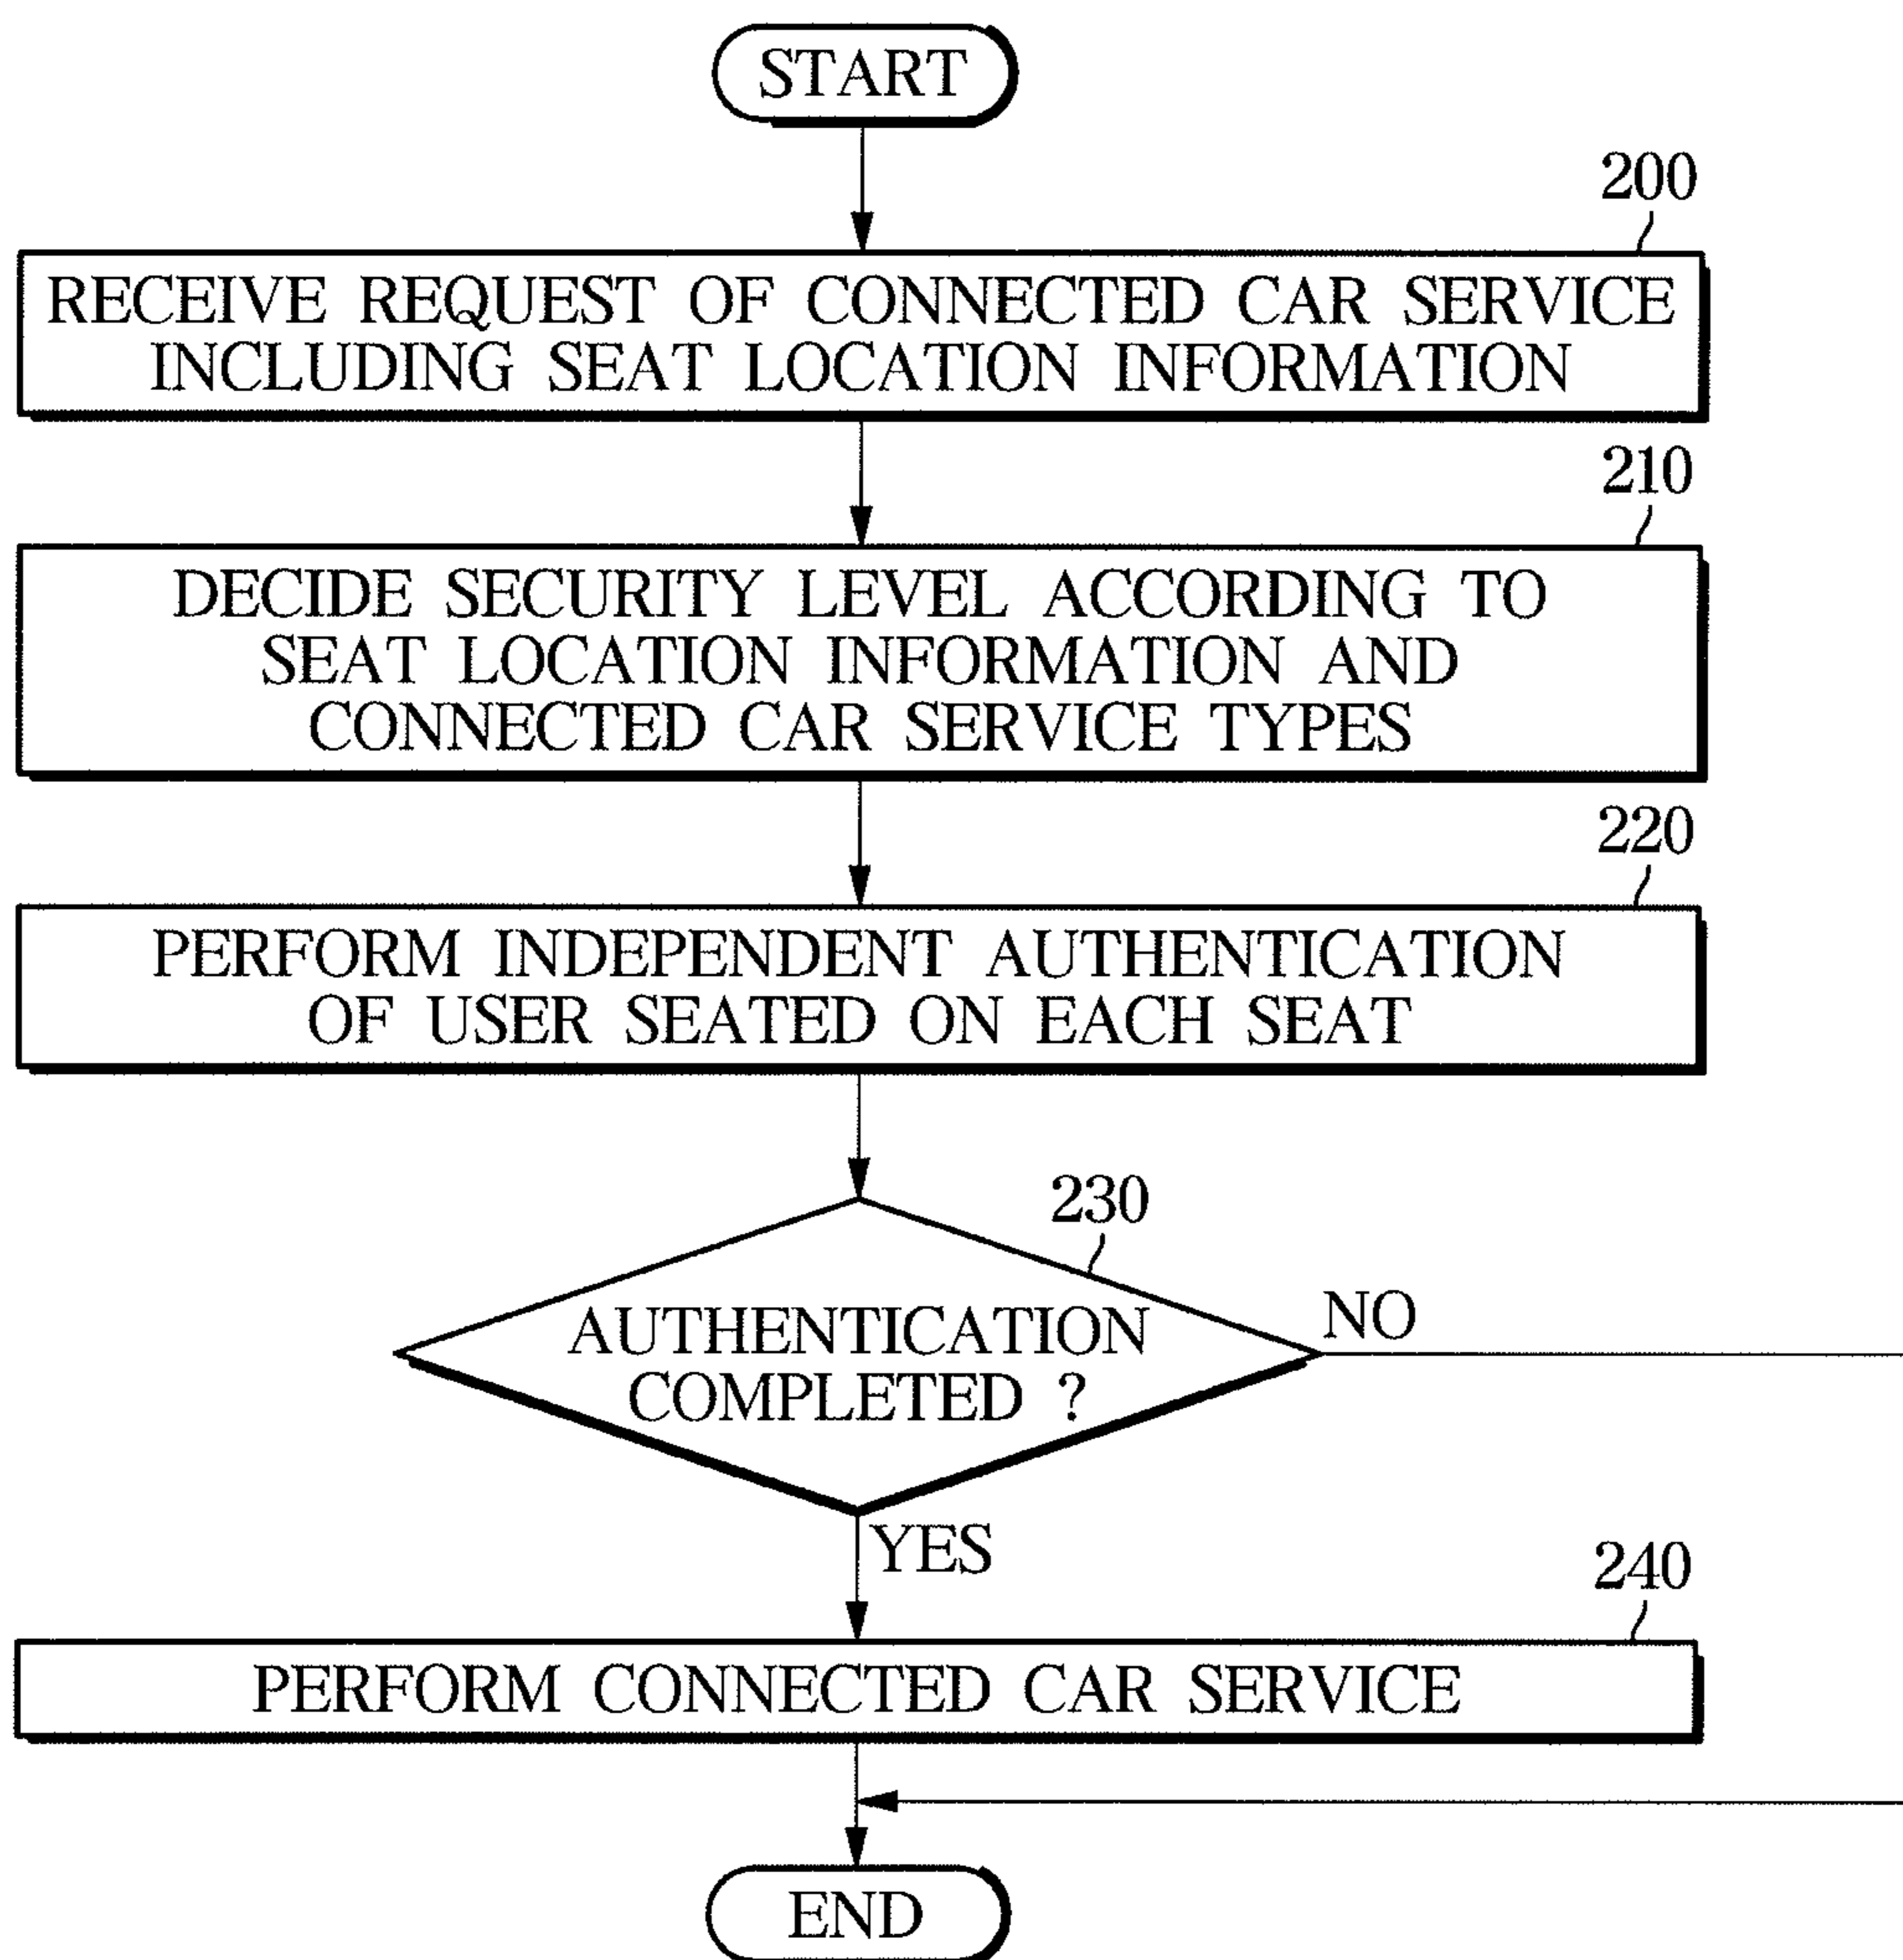 START
200
RECEIVE REQUEST OF CONNECTED CAR SERVICE
INCLUDING SEAT LOCATION INFORMATION
210
DECIDE SECURITY LEVEL ACCORDING TO
SEAT LOCATION INFORMATION AND
CONNECTED CAR SERVICE TYPES
220
PERFORM INDEPENDENT AUTHENTICATION
OF USER SEATED ON EACH SEAT
230
AUTHENTICATION
COMPLETED ?
NO
YES
240
PERFORM CONNECTED CAR SERVICE
END